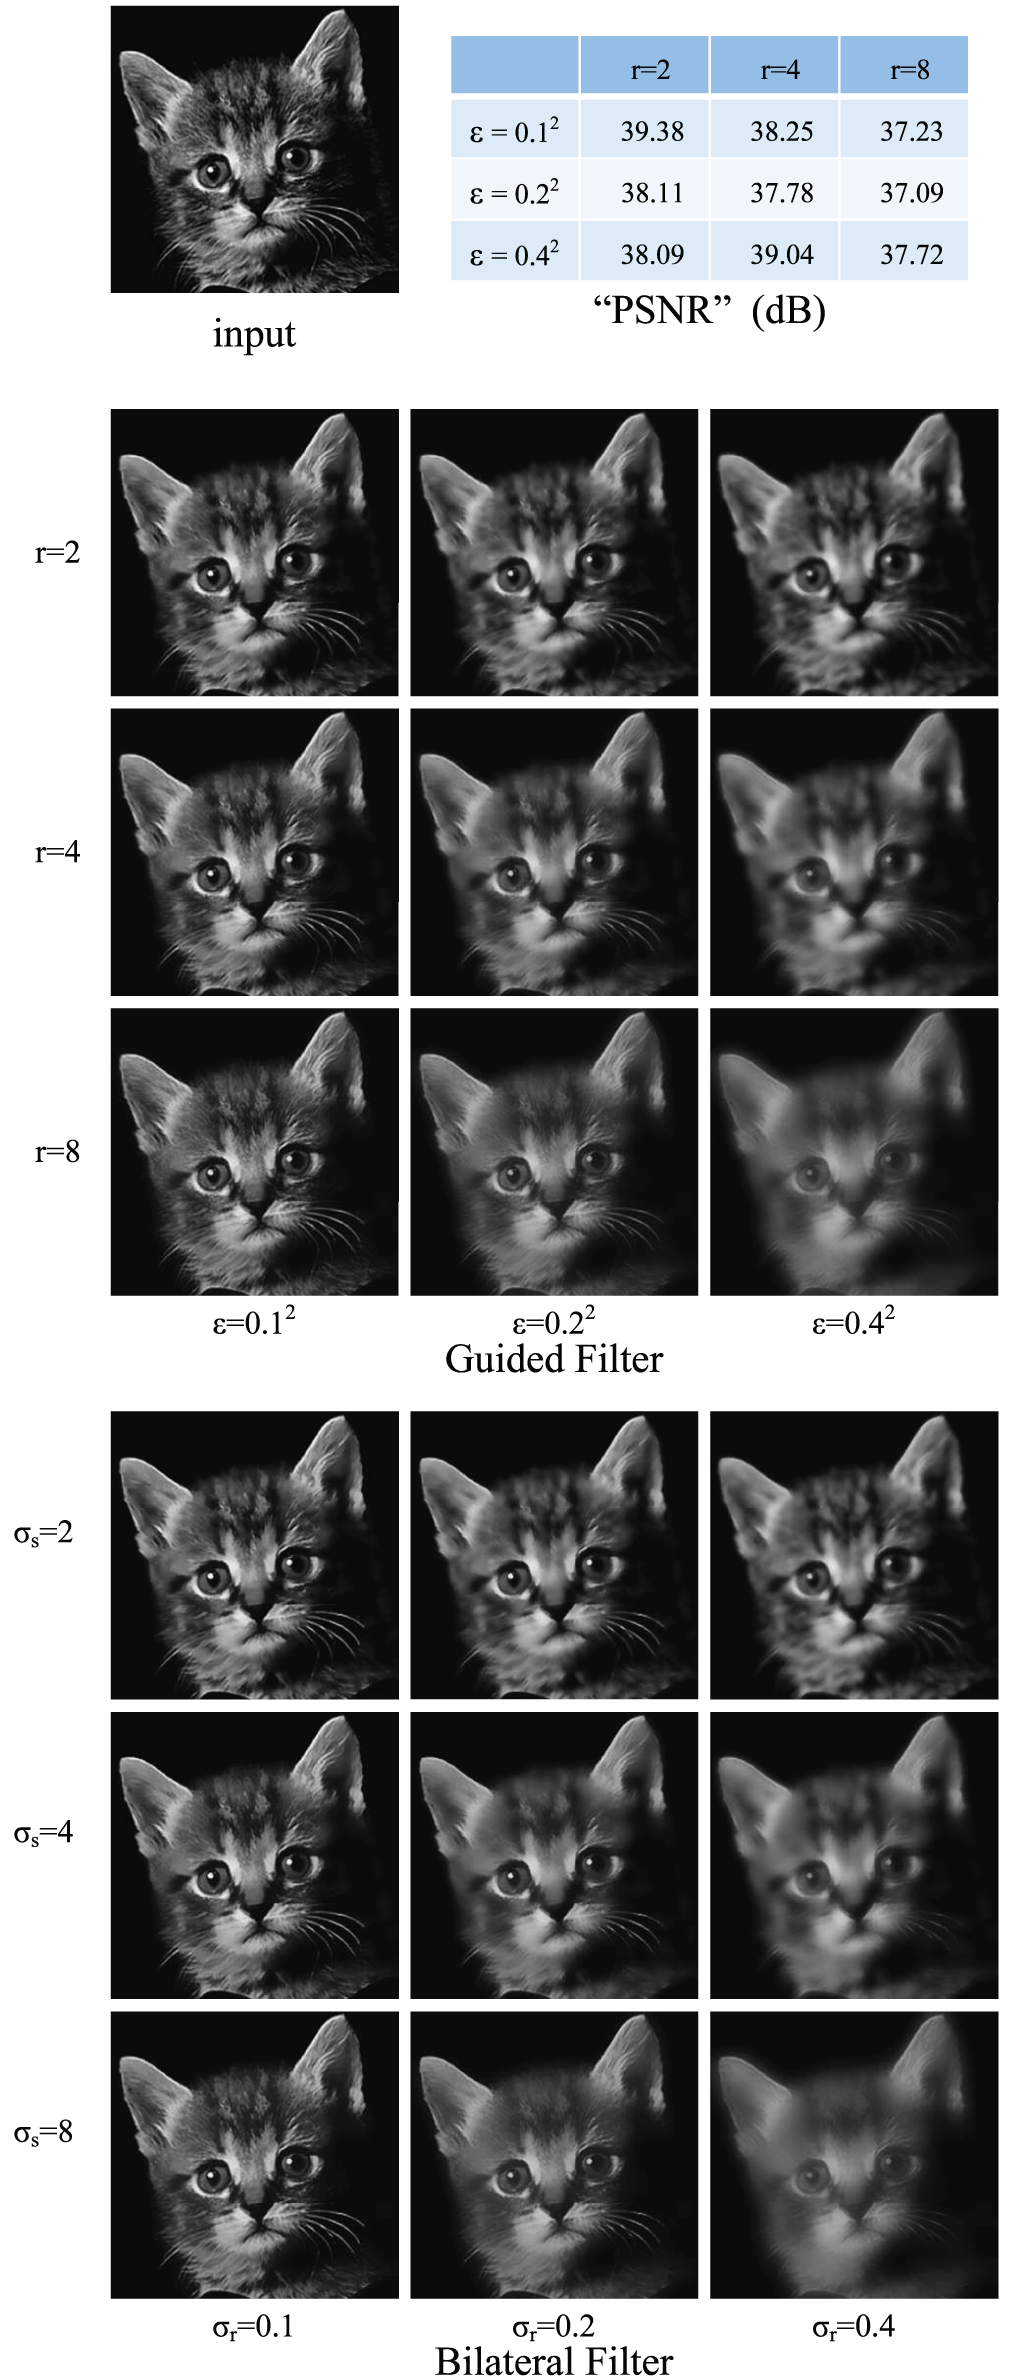 r=2 r=4 r=8
ε = 0.1² 39.38 38.25 37.23
ε = 0.2² 38.11 37.78 37.09
ε = 0.4² 38.09 39.04 37.72
“PSNR” (dB)
input
r=2
r=4
r=8
ε=0.1² ε=0.2² ε=0.4²
Guided Filter
σₛ=2
σₛ=4
σₛ=8
σᵣ=0.1 σᵣ=0.2 σᵣ=0.4
Bilateral Filter